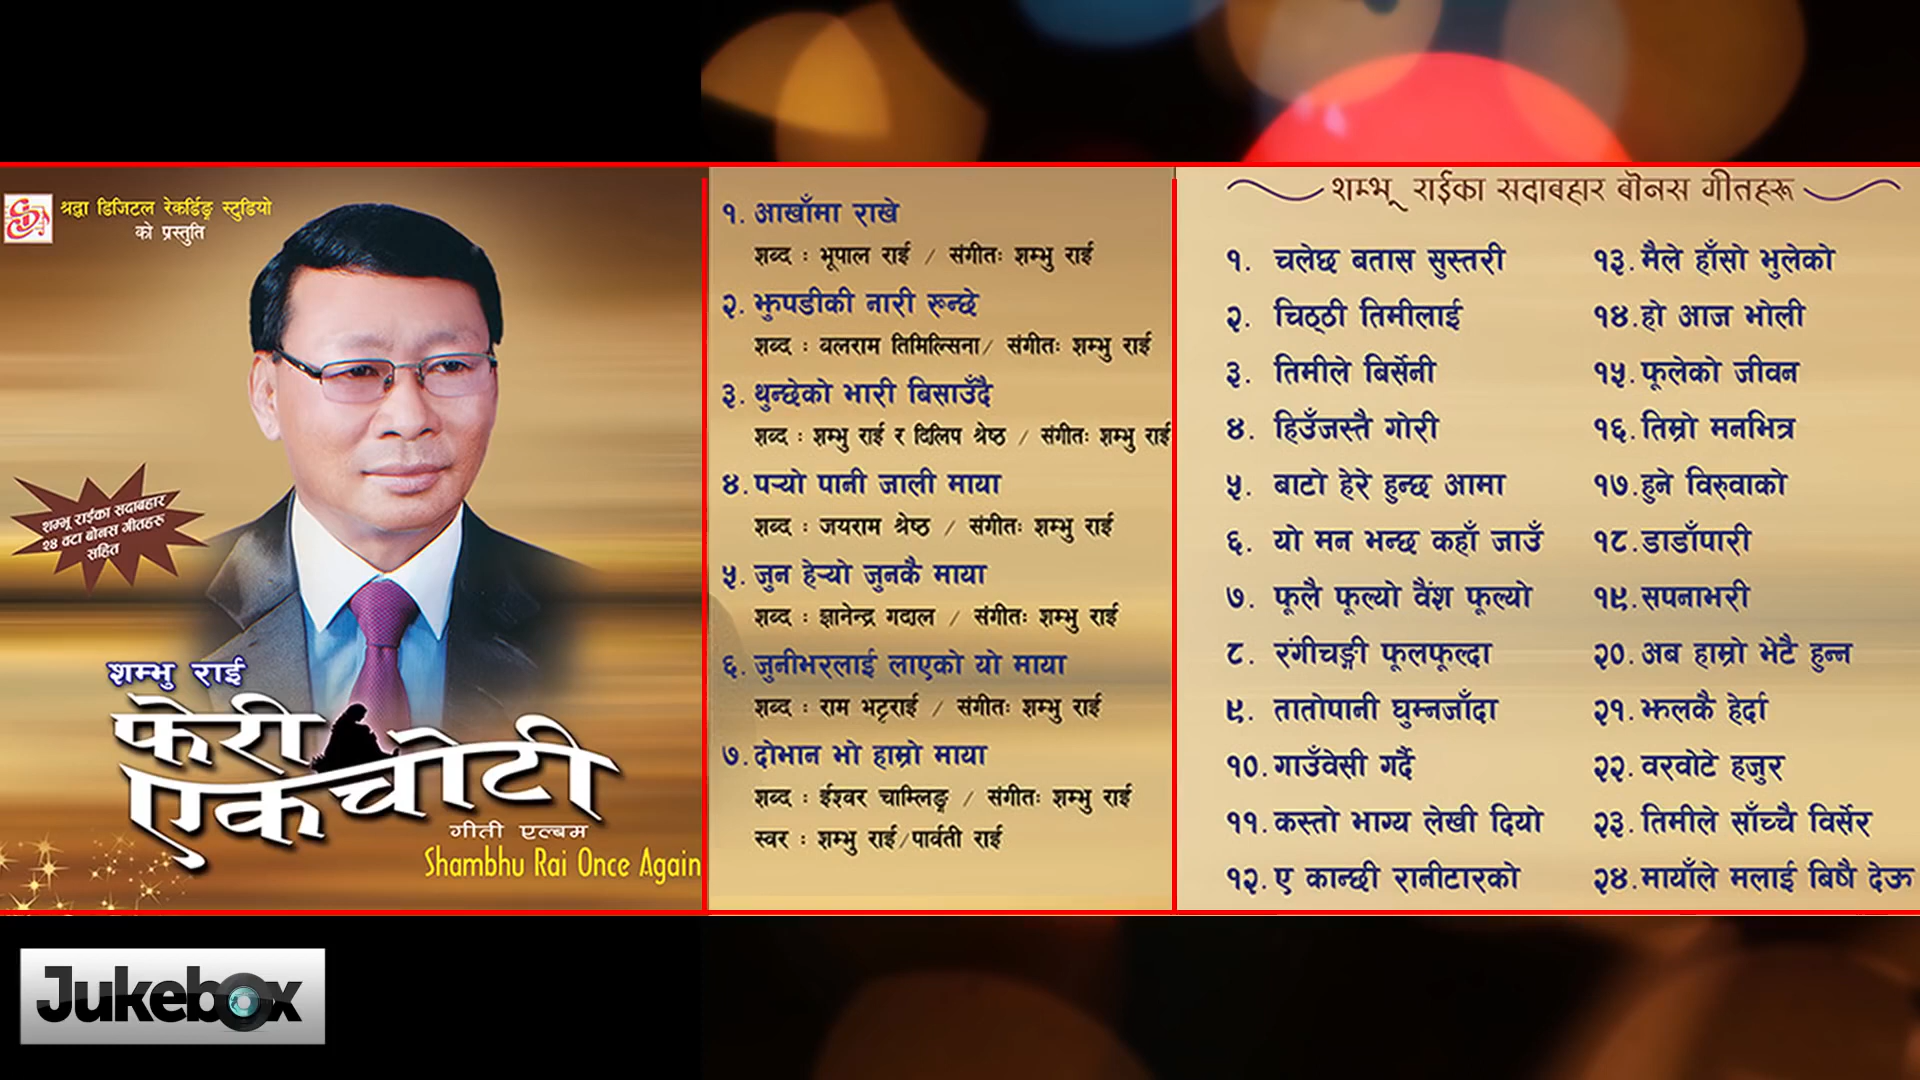 श्रद्धा डिजिटल रेकर्डिङ्ग स्टुडियो
को प्रस्तुति
शम्भू राईका सदाबहार
२४ वटा बोनस गीतहरू
सहित
शम्भु राई
फेरी
एकचोटी
गीती एल्बम
Shambhu Rai Once Again
Jukebox
१. आखाँमा राखे
शब्द : भूपाल राई / संगीतः शम्भु राई
२. झुपडीकी नारी रून्छे
शब्द : बलराम तिमिल्सिना/ संगीतः शम्भु राई
३. थुन्छेको भारी बिसाउँदै
शब्द : शम्भु राई र दिलिप श्रेष्ठ / संगीतः शम्भु राई
४. पर्‍यो पानी जाली माया
शब्द : जयराम श्रेष्ठ / संगीतः शम्भु राई
५. जुन हेर्‍यो जुनकै माया
शब्द : ज्ञानेन्द्र गदाल / संगीतः शम्भु राई
६. जुनीभरलाई लाएको यो माया
शब्द : राम भट्टराई / संगीतः शम्भु राई
७. दोभान भो हाम्रो माया
शब्द : ईश्वर चाम्लिङ्ग / संगीतः शम्भु राई
स्वर : शम्भु राई/पार्वती राई
शम्भू राईका सदाबहार बोनस गीतहरू
१. चलेछ बतास सुस्तरी
२. चिठ्ठी तिमीलाई
३. तिमीले बिर्सेनी
४. हिउँजस्तै गोरी
५. बाटो हेरे हुन्छ आमा
६. यो मन भन्छ कहाँ जाउँ
७. फूलै फूल्यो वैंश फूल्यो
८. रंगीचङ्गी फूलफूल्दा
९. तातोपानी घुम्नजाँदा
१०. गाउँवेसी गर्दै
११. कस्तो भाग्य लेखी दियो
१२. ए कान्छी रानीटारको
१३. मैले हाँसो भुलेको
१४. हो आज भोली
१५. फूलेको जीवन
१६. तिम्रो मनभित्र
१७. हुने विरुवाको
१८. डाडाँपारी
१९. सपनाभरी
२०. अब हाम्रो भेटै हुन्न
२१. झलकै हेर्दा
२२. वरवोटे हजुर
२३. तिमीले साँच्चै विर्सेर
२४. मायाँले मलाई बिषै देऊ